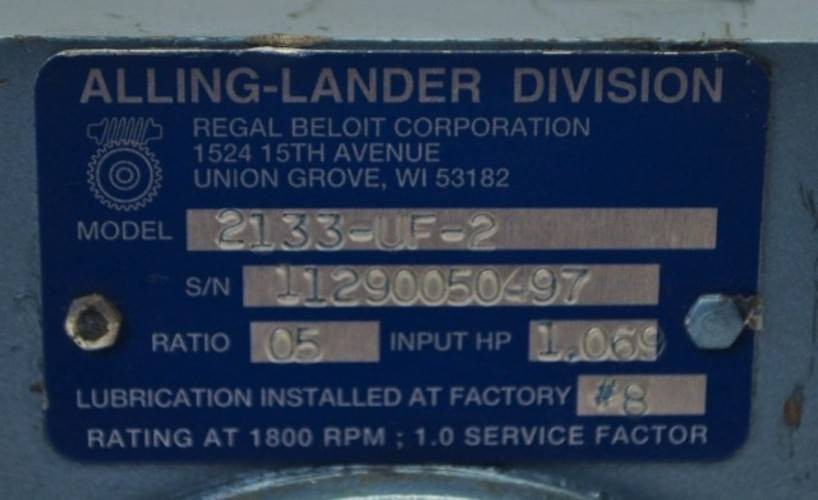 ALLING-LANDER DIVISION
REGAL BELOIT CORPORATION
1524 15TH AVENUE
UNION GROVE, WI 53182
MODEL 2133-UF-2
S/N 11290050497
RATIO 05 INPUT HP 1.069
LUBRICATION INSTALLED AT FACTORY #8
RATING AT 1800 RPM ; 1.0 SERVICE FACTOR